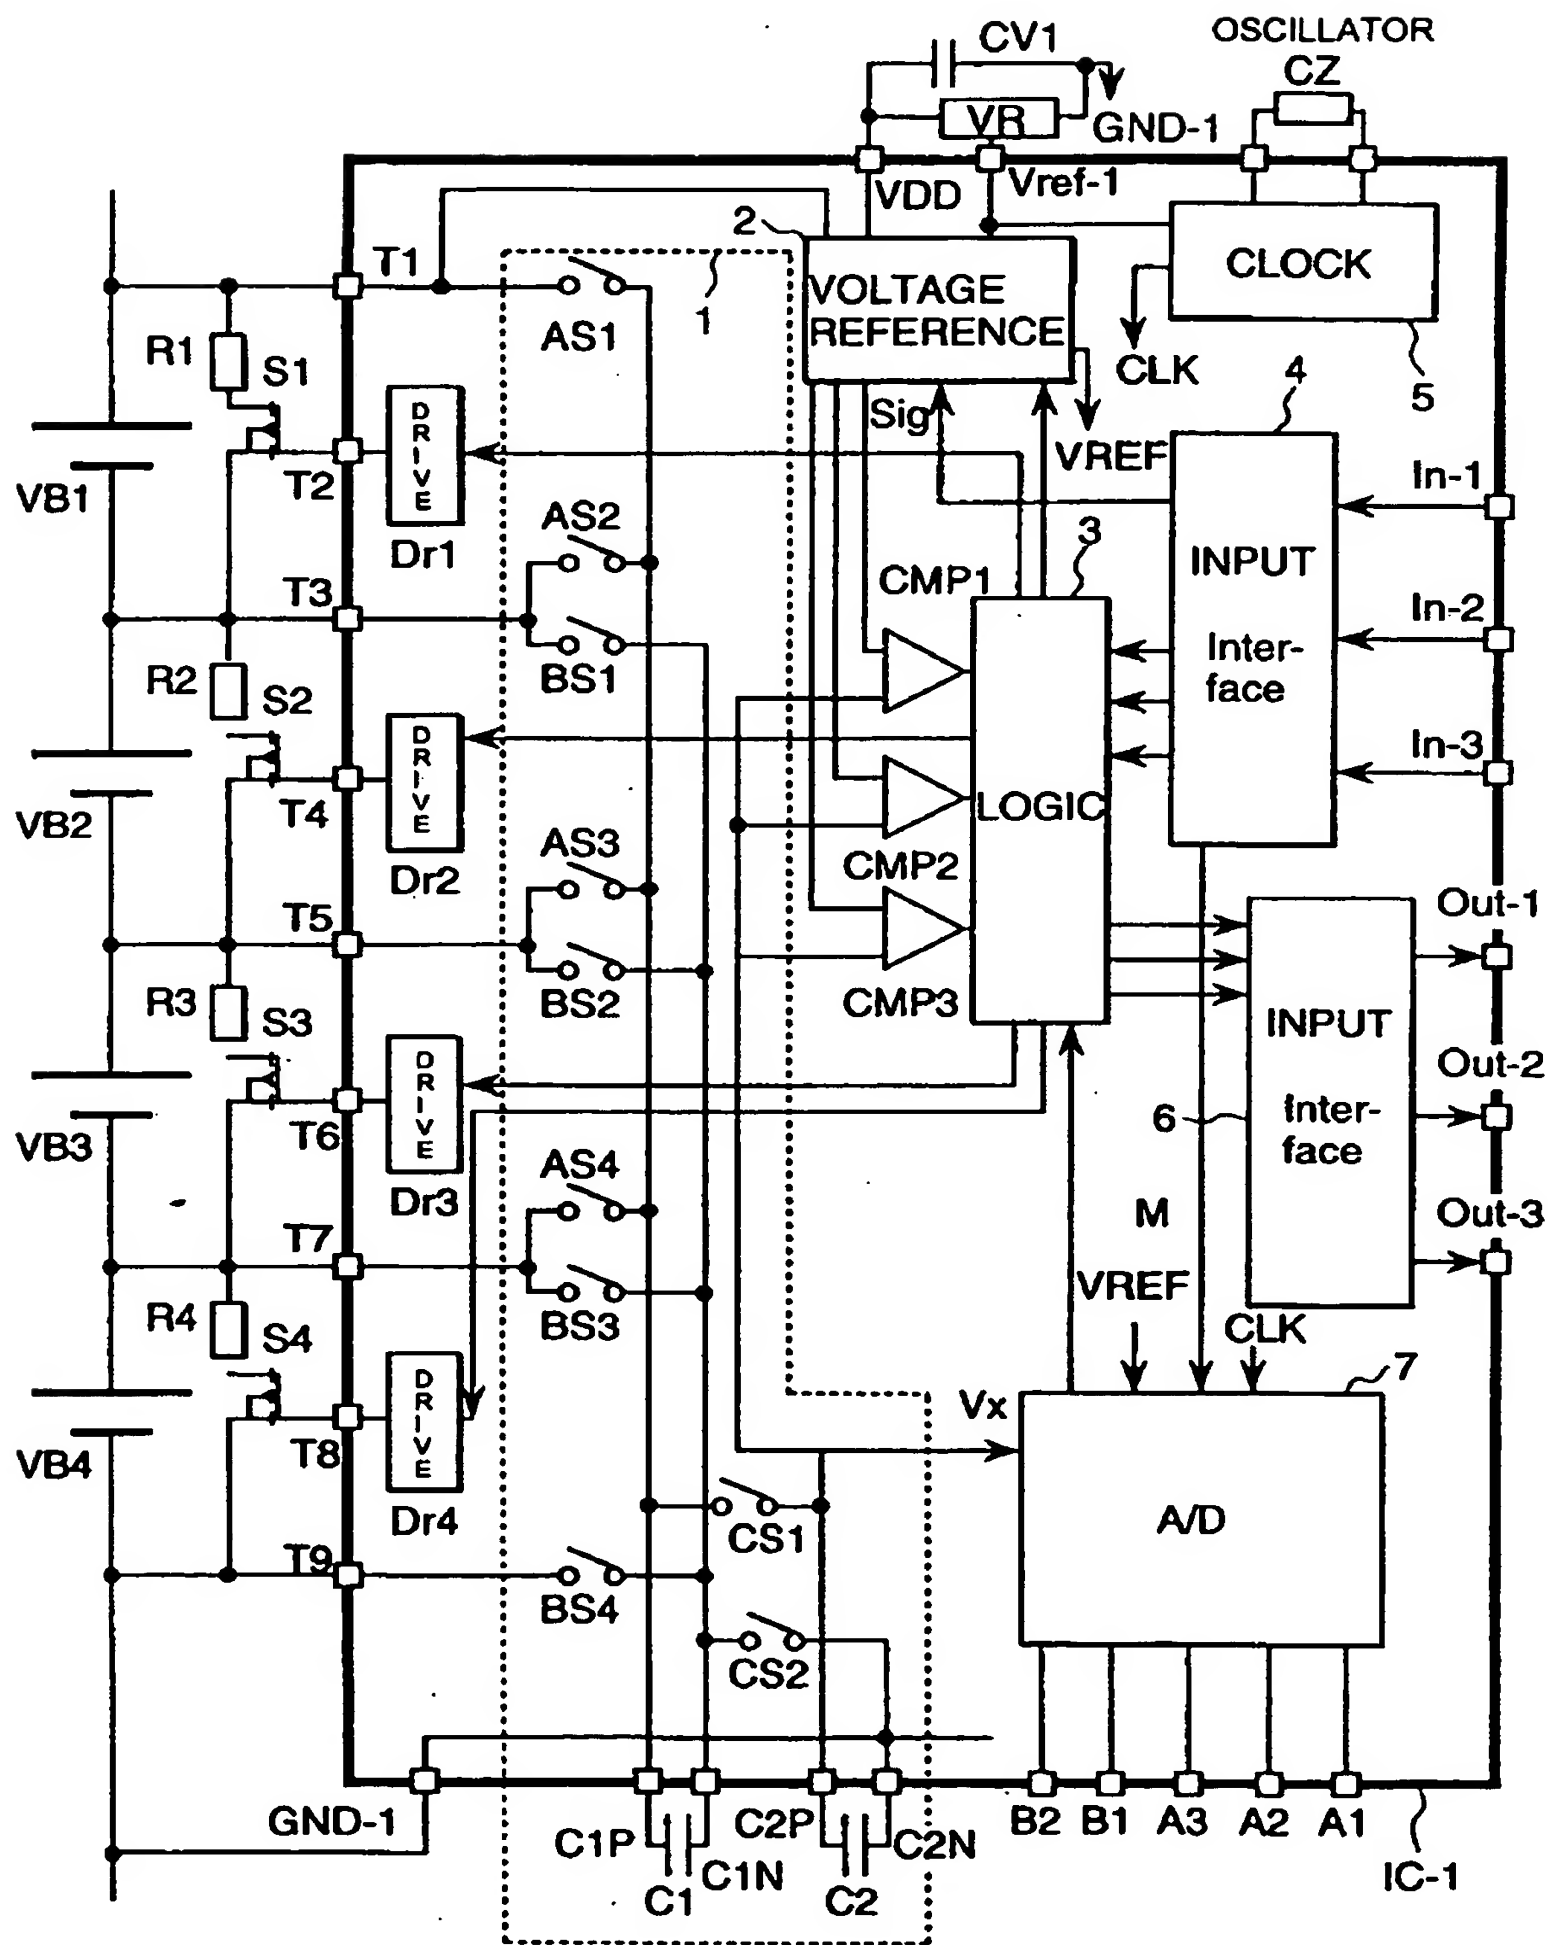 CV1
OSCILLATOR
CZ
VR
GND-1
VDD
Vref-1
2
T1
1
AS1
VOLTAGE
REFERENCE
CLOCK
CLK
5
R1
S1
DRIVE
Sig
VREF
4
T2
VB1
Dr1
AS2
CMP1
3
INPUT
Inter-
face
In-1
T3
BS1
In-2
R2
S2
DRIVE
In-3
VB2
T4
Dr2
AS3
CMP2
LOGIC
T5
BS2
CMP3
Out-1
R3
S3
DRIVE
INPUT
Inter-
face
Out-2
6
VB3
T6
Dr3
AS4
M
Out-3
T7
BS3
VREF
CLK
R4
S4
DRIVE
7
Vx
VB4
T8
Dr4
CS1
A/D
T9
BS4
CS2
GND-1
C1P
C1N
C1
C2P
C2N
C2
B2
B1
A3
A2
A1
IC-1